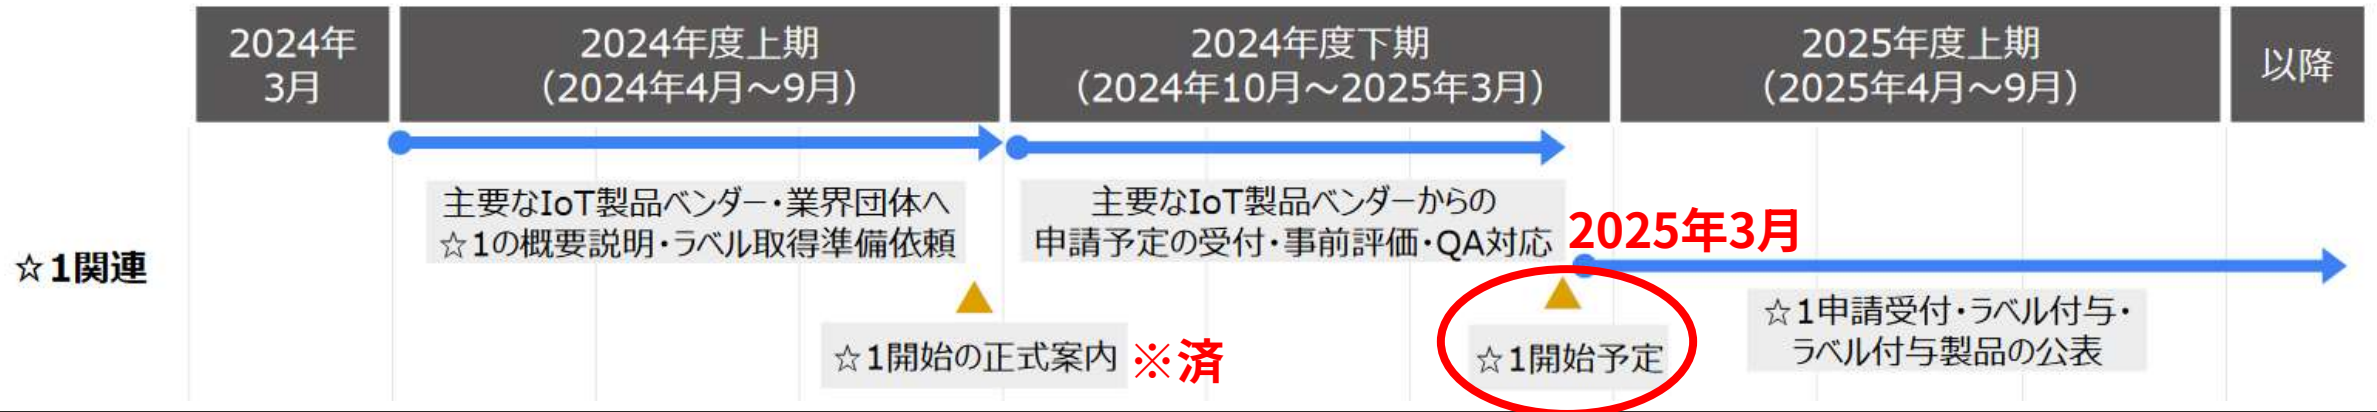 2024年
3月
2024年度上期
（2024年4月～9月）
2024年度下期
（2024年10月～2025年3月）
2025年度上期
（2025年4月～9月）
以降
☆1関連
主要なIoT製品ベンダー・業界団体へ
☆1の概要説明・ラベル取得準備依頼
主要なIoT製品ベンダーからの
申請予定の受付・事前評価・QA対応
2025年3月
☆1開始の正式案内
※済
☆1開始予定
☆1申請受付・ラベル付与・
ラベル付与製品の公表